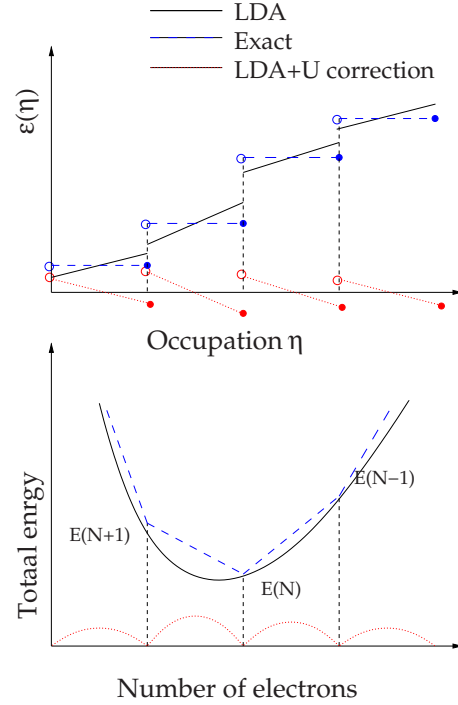 LDA
Exact
LDA+U correction
ε(η)
Occupation η
Totaal enrgy
E(N+1)
E(N)
E(N−1)
Number of electrons